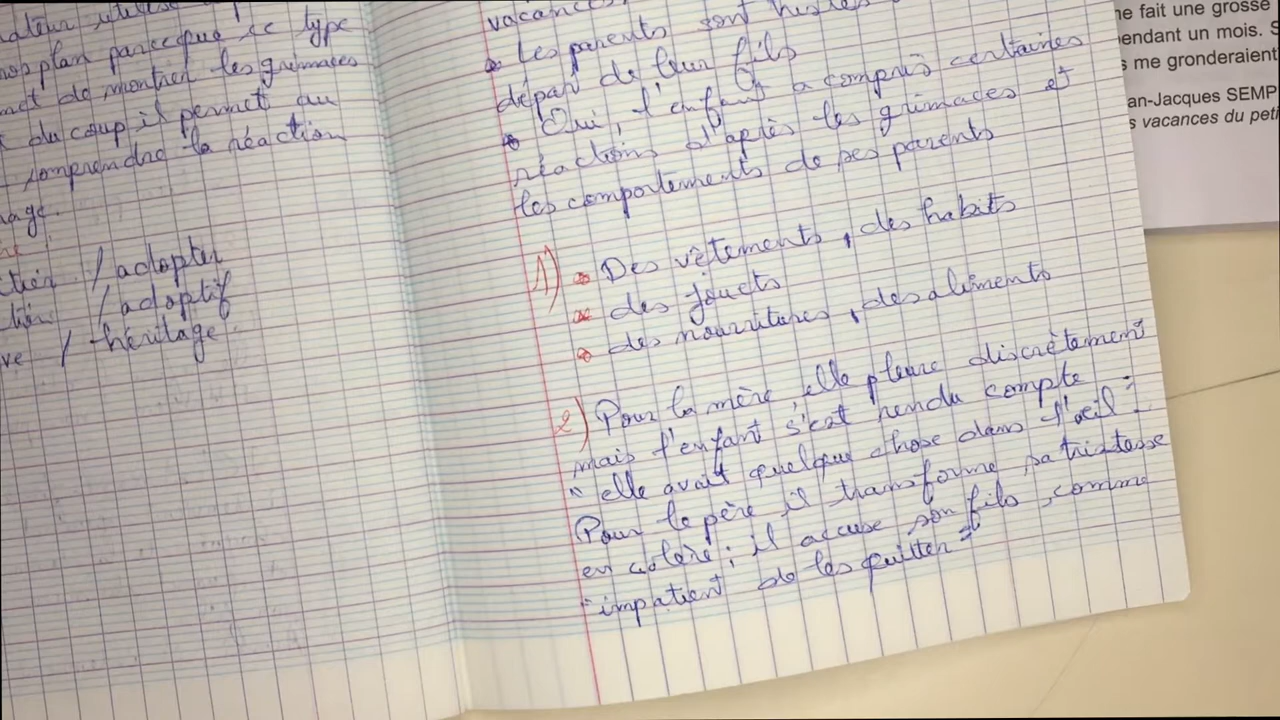 plan parceque ce type
de montrer les grimaces
du coup il permet au
comprendre la réaction
/ adopter
/ adoptif
/ héritage.
vacances
Les parents sont
départ de leur fils
Oui, l'enfant a compris certaines
réactions d'après les grimaces et
les comportements de ses parents
1) Des vêtements, des habits
des jouets
des nourritures, des aliments
2) Pour la mère, elle pleure discrètement
mais l'enfant s'est rendu compte
" elle avait quelque chose dans l'œil "
Pour le père il transforme sa tristesse
en colère ; il accuse son fils, comme
"impatient de les quitter"
ne fait une grosse
pendant un mois. S
s me gronderaient
an-Jacques SEMP
s vacances du peti